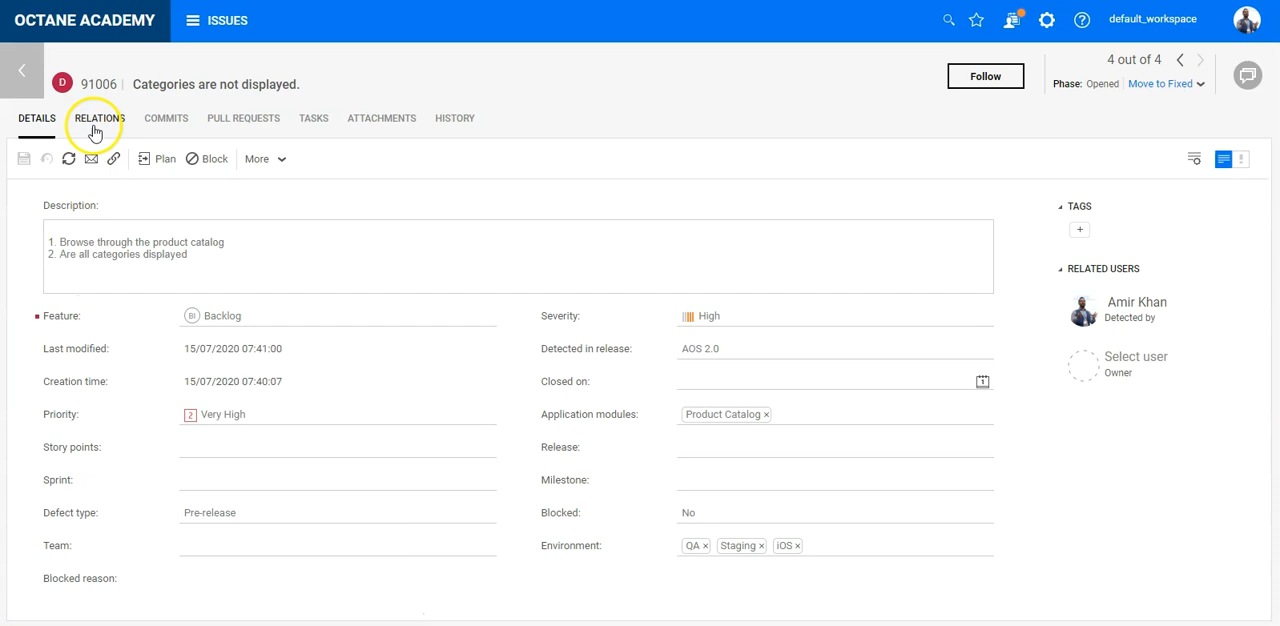 OCTANE ACADEMY
ISSUES
default_workspace
4 out of 4
D 91006 Categories are not displayed.
Follow
Phase: Opened Move to Fixed
DETAILS RELATIONS COMMITS PULL REQUESTS TASKS ATTACHMENTS HISTORY
Plan Block More
Description:
1. Browse through the product catalog
2. Are all categories displayed
TAGS
+
RELATED USERS
Amir Khan
Detected by
Select user
Owner
Feature: BI Backlog Severity: High
Last modified: 15/07/2020 07:41:00 Detected in release: AOS 2.0
Creation time: 15/07/2020 07:40:07 Closed on: 1
Priority: 2 Very High Application modules: Product Catalog ×
Story points: Release:
Sprint: Milestone:
Defect type: Pre-release Blocked: No
Team: Environment: QA × Staging × iOS ×
Blocked reason: